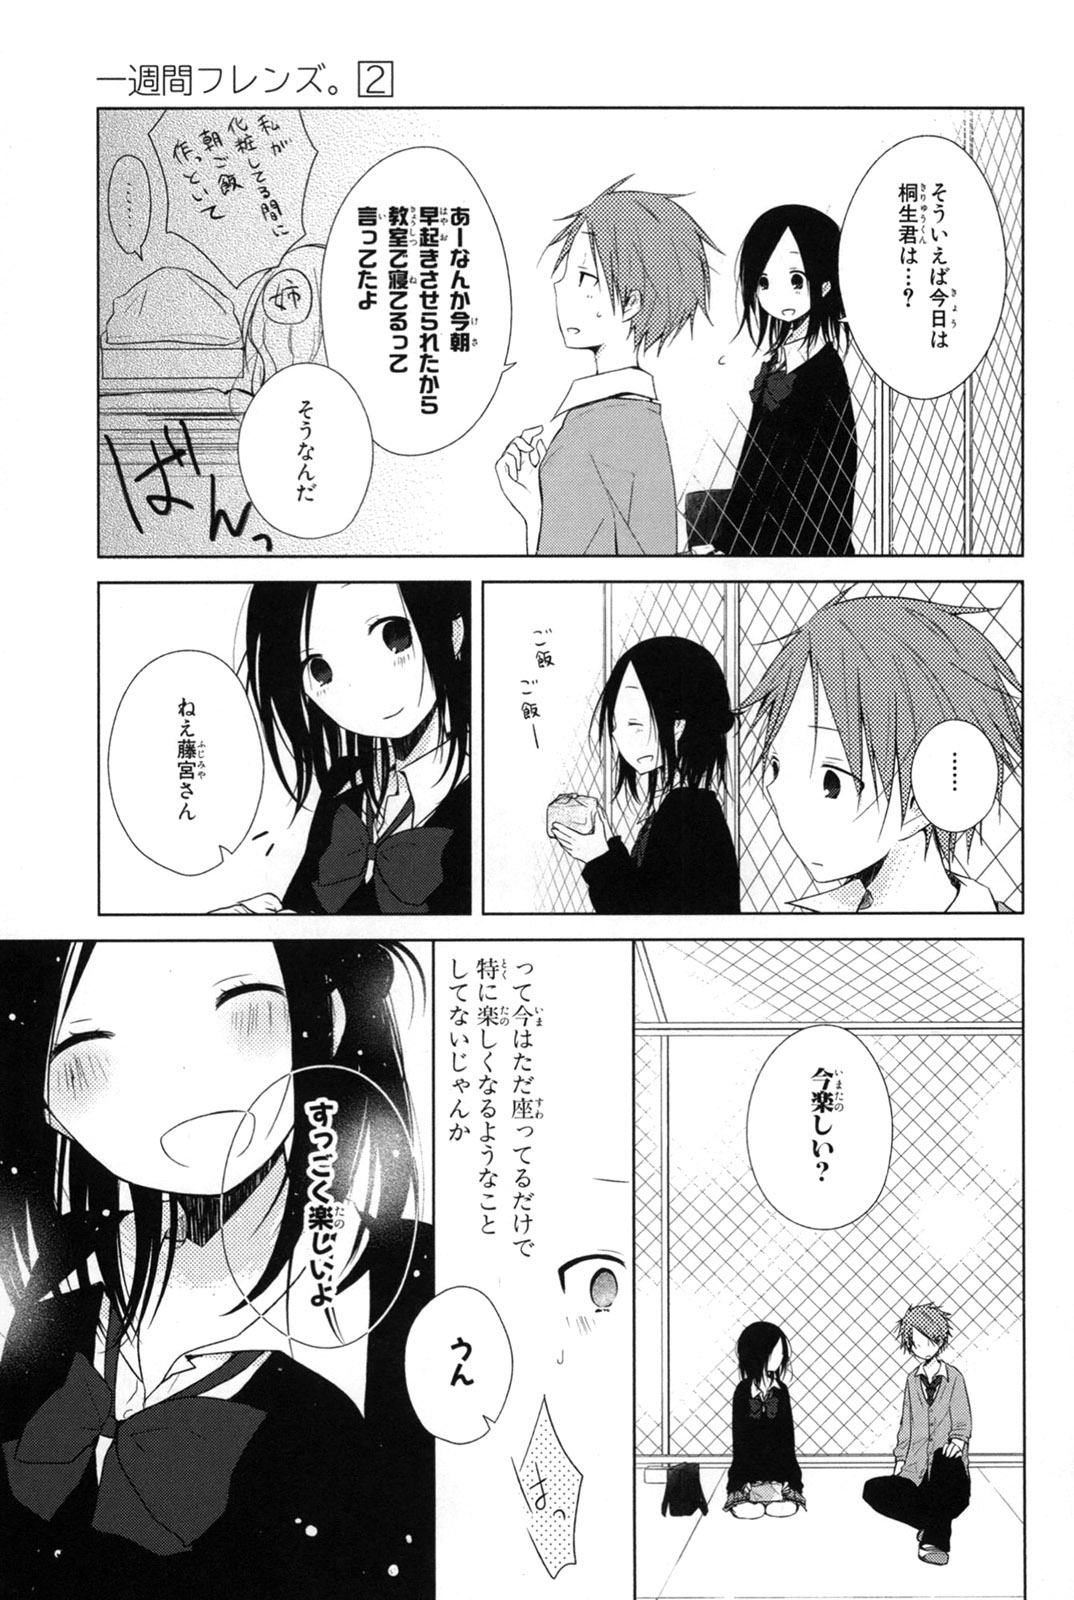 一週間フレンズ。2
そういえば今日は
桐生君は…?
あーなんか今朝
早起きさせられたから
教室で寝てるって
言ってたよ
そうなんだ
私が
化粧してる間に
朝ご飯
作っといて
……
姉
ばんっ
……
ご飯
ご飯ー
ねえ藤宮さん
今楽しい?
って今はただ座ってるだけで
特に楽しくなるようなこと
してないじゃんか
はっ
うん
すっごく楽しいよ